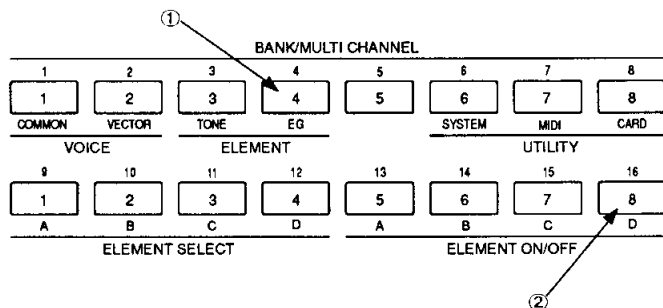 ①
BANK/MULTI CHANNEL
1 2 3 4 5 6 7 8
1 2 3 4 5 6 7 8
COMMON VECTOR TONE EG SYSTEM MIDI CARD
VOICE ELEMENT UTILITY
9 10 11 12 13 14 15 16
1 2 3 4 5 6 7 8
A B C D A B C D
ELEMENT SELECT ELEMENT ON/OFF
②